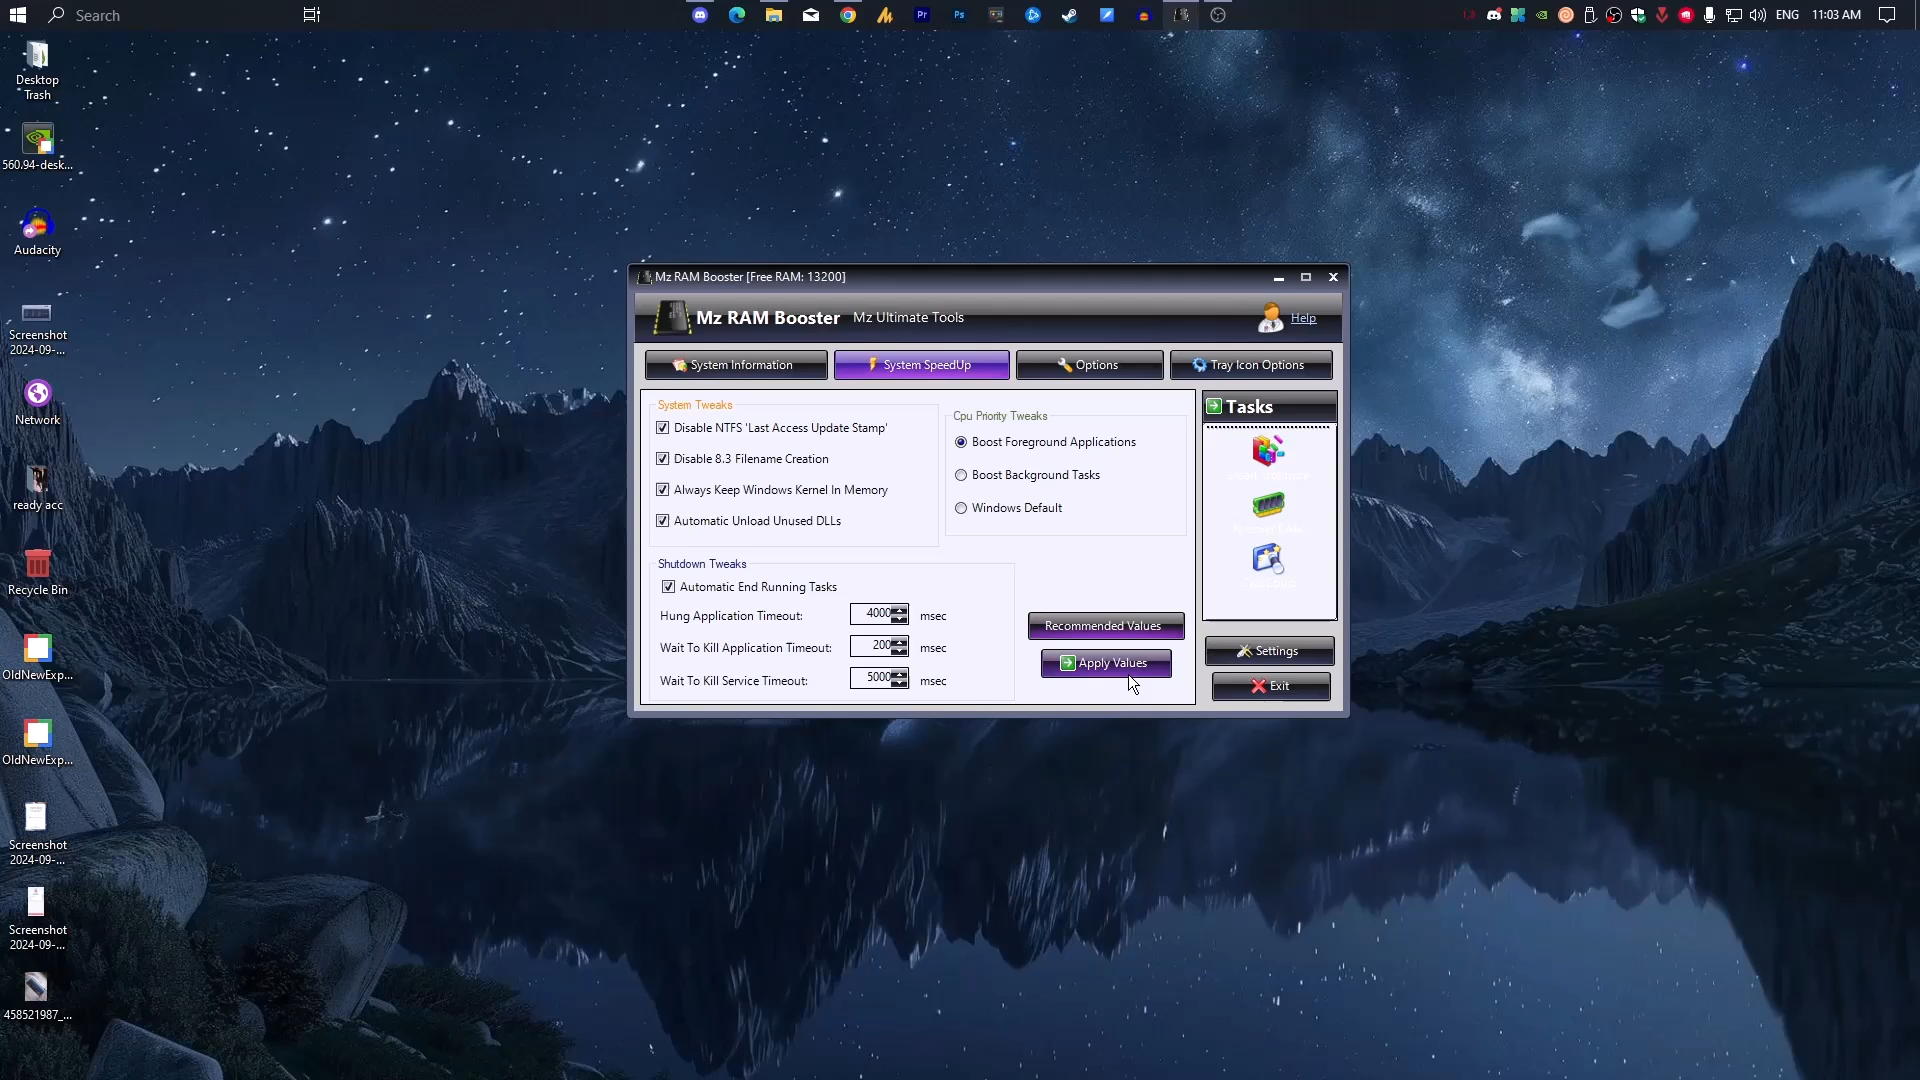 Search
ENG
11:03 AM
Desktop
Trash
560.94-desk...
Audacity
Screenshot
2024-09-...
Network
ready acc
Recycle Bin
OldNewExp...
OldNewExp...
Screenshot
2024-09-...
Screenshot
2024-09-...
458521987_...
Mz RAM Booster [Free RAM: 13200]
Mz RAM Booster
Mz Ultimate Tools
Help
System Information
System SpeedUp
Options
Tray Icon Options
System Tweaks
Disable NTFS 'Last Access Update Stamp'
Disable 8.3 Filename Creation
Always Keep Windows Kernel In Memory
Automatic Unload Unused DLLs
Cpu Priority Tweaks
Boost Foreground Applications
Boost Background Tasks
Windows Default
Shutdown Tweaks
Automatic End Running Tasks
Hung Application Timeout: 4000 msec
Wait To Kill Application Timeout: 200 msec
Wait To Kill Service Timeout: 5000 msec
Recommended Values
Apply Values
Tasks
Settings
Exit